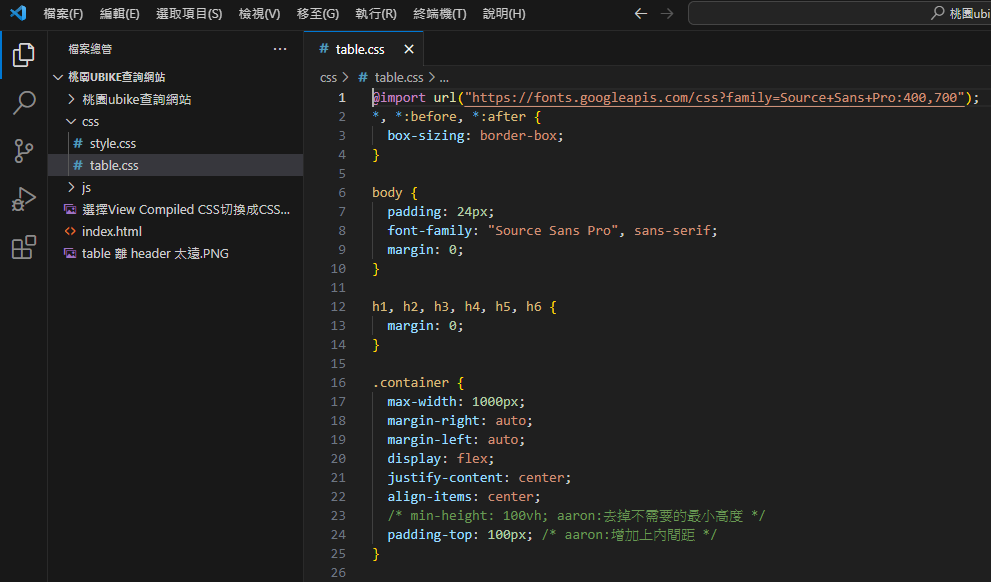 檔案(F) 編輯(E) 選取項目(S) 檢視(V) 移至(G) 執行(R) 終端機(T) 說明(H) 桃園ubi
檔案總管 ...
桃園UBIKE查詢網站
桃園ubike查詢網站
css
# style.css
# table.css
js
選擇View Compiled CSS切換成CSS...
index.html
table 離 header 太遠.PNG
# table.css
css > # table.css > ...
1 @import url("https://fonts.googleapis.com/css?family=Source+Sans+Pro:400,700");
2 *, *:before, *:after {
3 box-sizing: border-box;
4 }
5
6 body {
7 padding: 24px;
8 font-family: "Source Sans Pro", sans-serif;
9 margin: 0;
10 }
11
12 h1, h2, h3, h4, h5, h6 {
13 margin: 0;
14 }
15
16 .container {
17 max-width: 1000px;
18 margin-right: auto;
19 margin-left: auto;
20 display: flex;
21 justify-content: center;
22 align-items: center;
23 /* min-height: 100vh; aaron:去掉不需要的最小高度 */
24 padding-top: 100px; /* aaron:增加上內間距 */
25 }
26